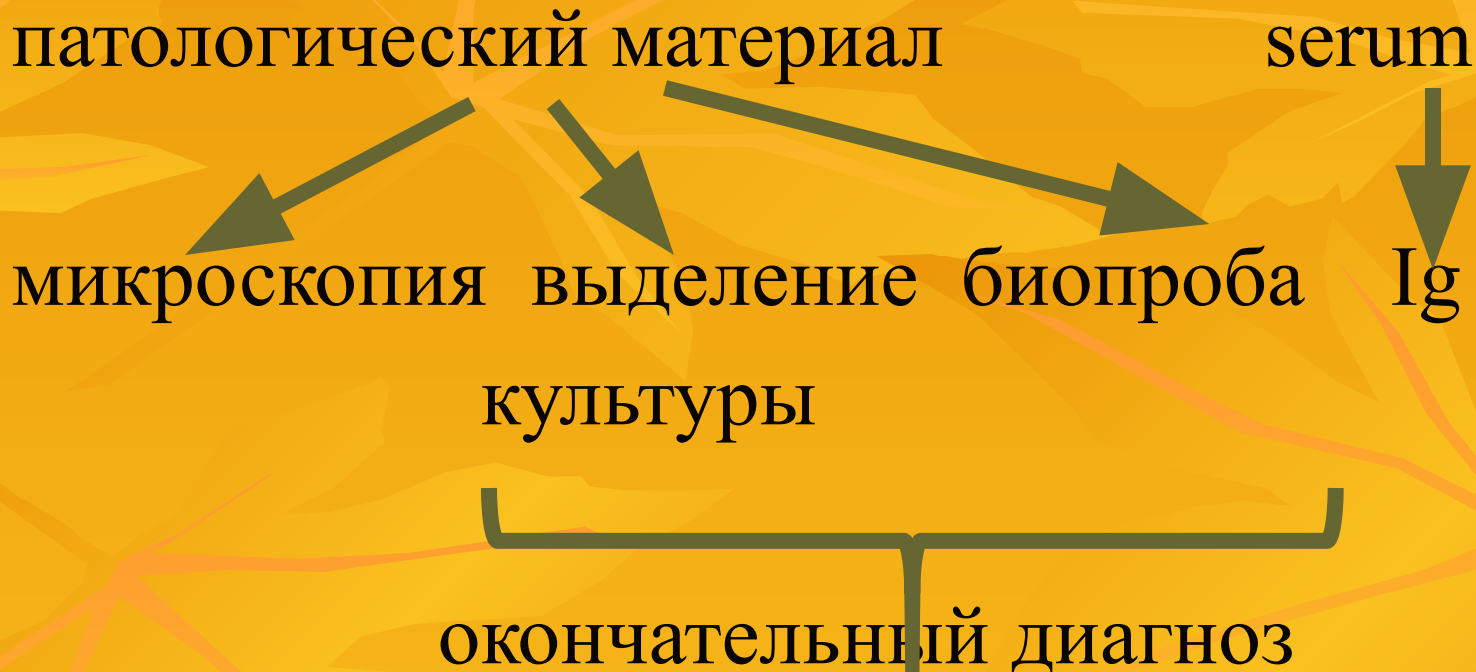 патологический материал serum
микроскопия выделение биопроба Ig
культуры
окончательный диагноз